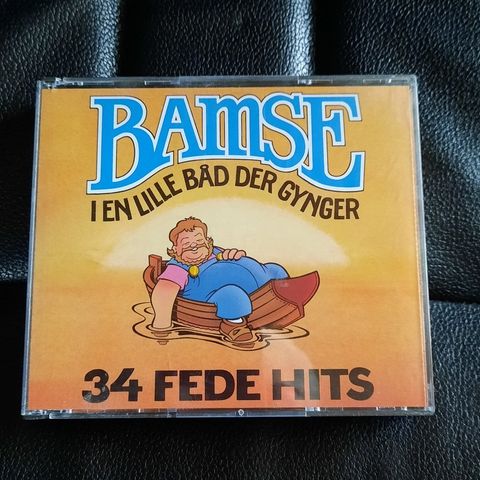 BAMSE
I EN LILLE BÅD DER GYNGER
34 FEDE HITS